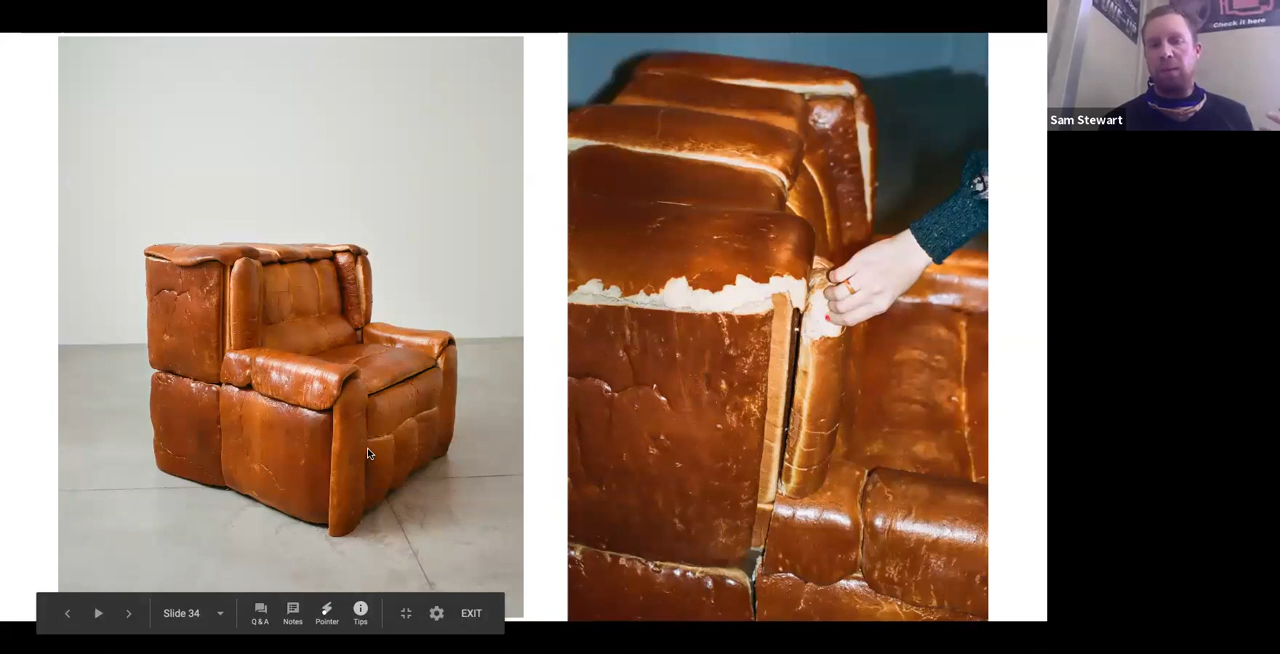 Check it here
Sam Stewart
Slide 34
Q & A
Notes
Pointer
Tips
EXIT